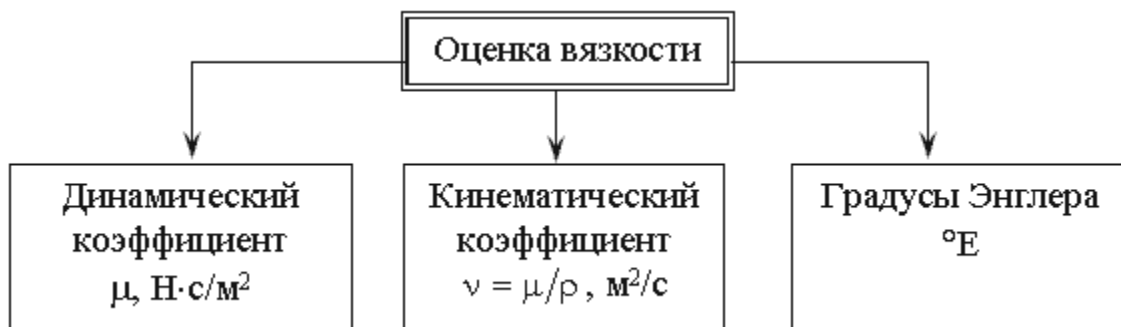 Оценка вязкости
Динамический
коэффициент
μ, Н·с/м²
Кинематический
коэффициент
ν = μ/ρ , м²/с
Градусы Энглера
°Е